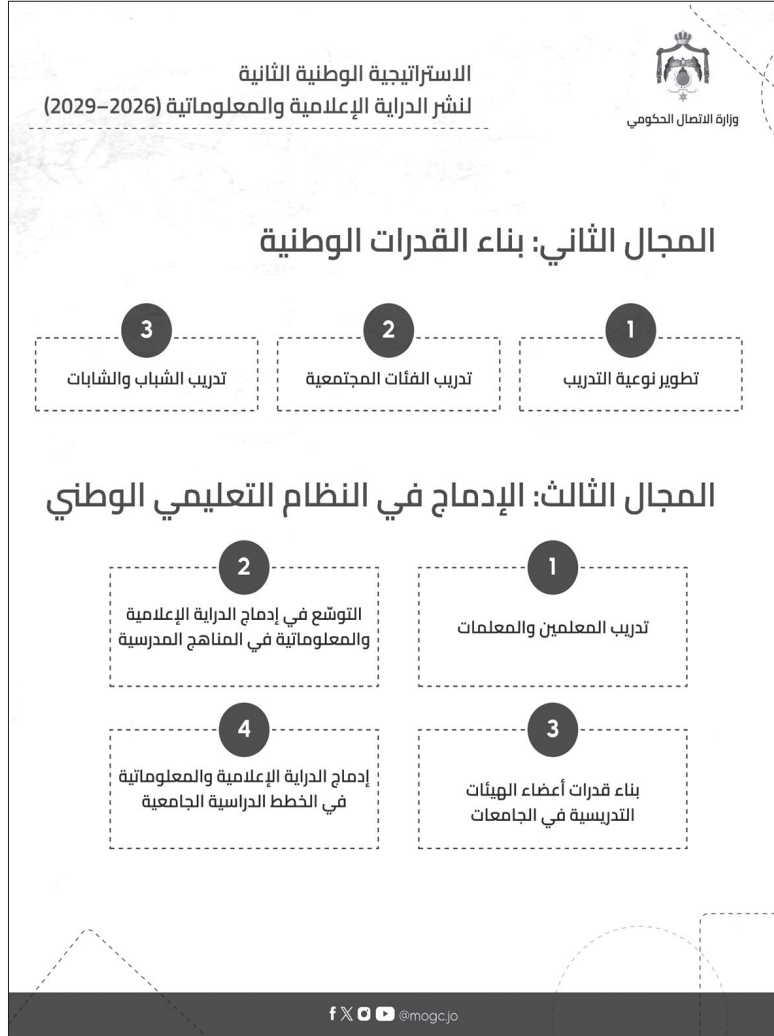 وزارة الاتصال الحكومي
الاستراتيجية الوطنية الثانية
لنشر الدراية الإعلامية والمعلوماتية (2026–2029)
المجال الثاني: بناء القدرات الوطنية
1
تطوير نوعية التدريب
2
تدريب الفئات المجتمعية
3
تدريب الشباب والشابات
المجال الثالث: الإدماج في النظام التعليمي الوطني
1
تدريب المعلمين والمعلمات
2
التوسّع في إدماج الدراية الإعلامية
والمعلوماتية في المناهج المدرسية
3
بناء قدرات أعضاء الهيئات
التدريسية في الجامعات
4
إدماج الدراية الإعلامية والمعلوماتية
في الخطط الدراسية الجامعية
@mogc.jo